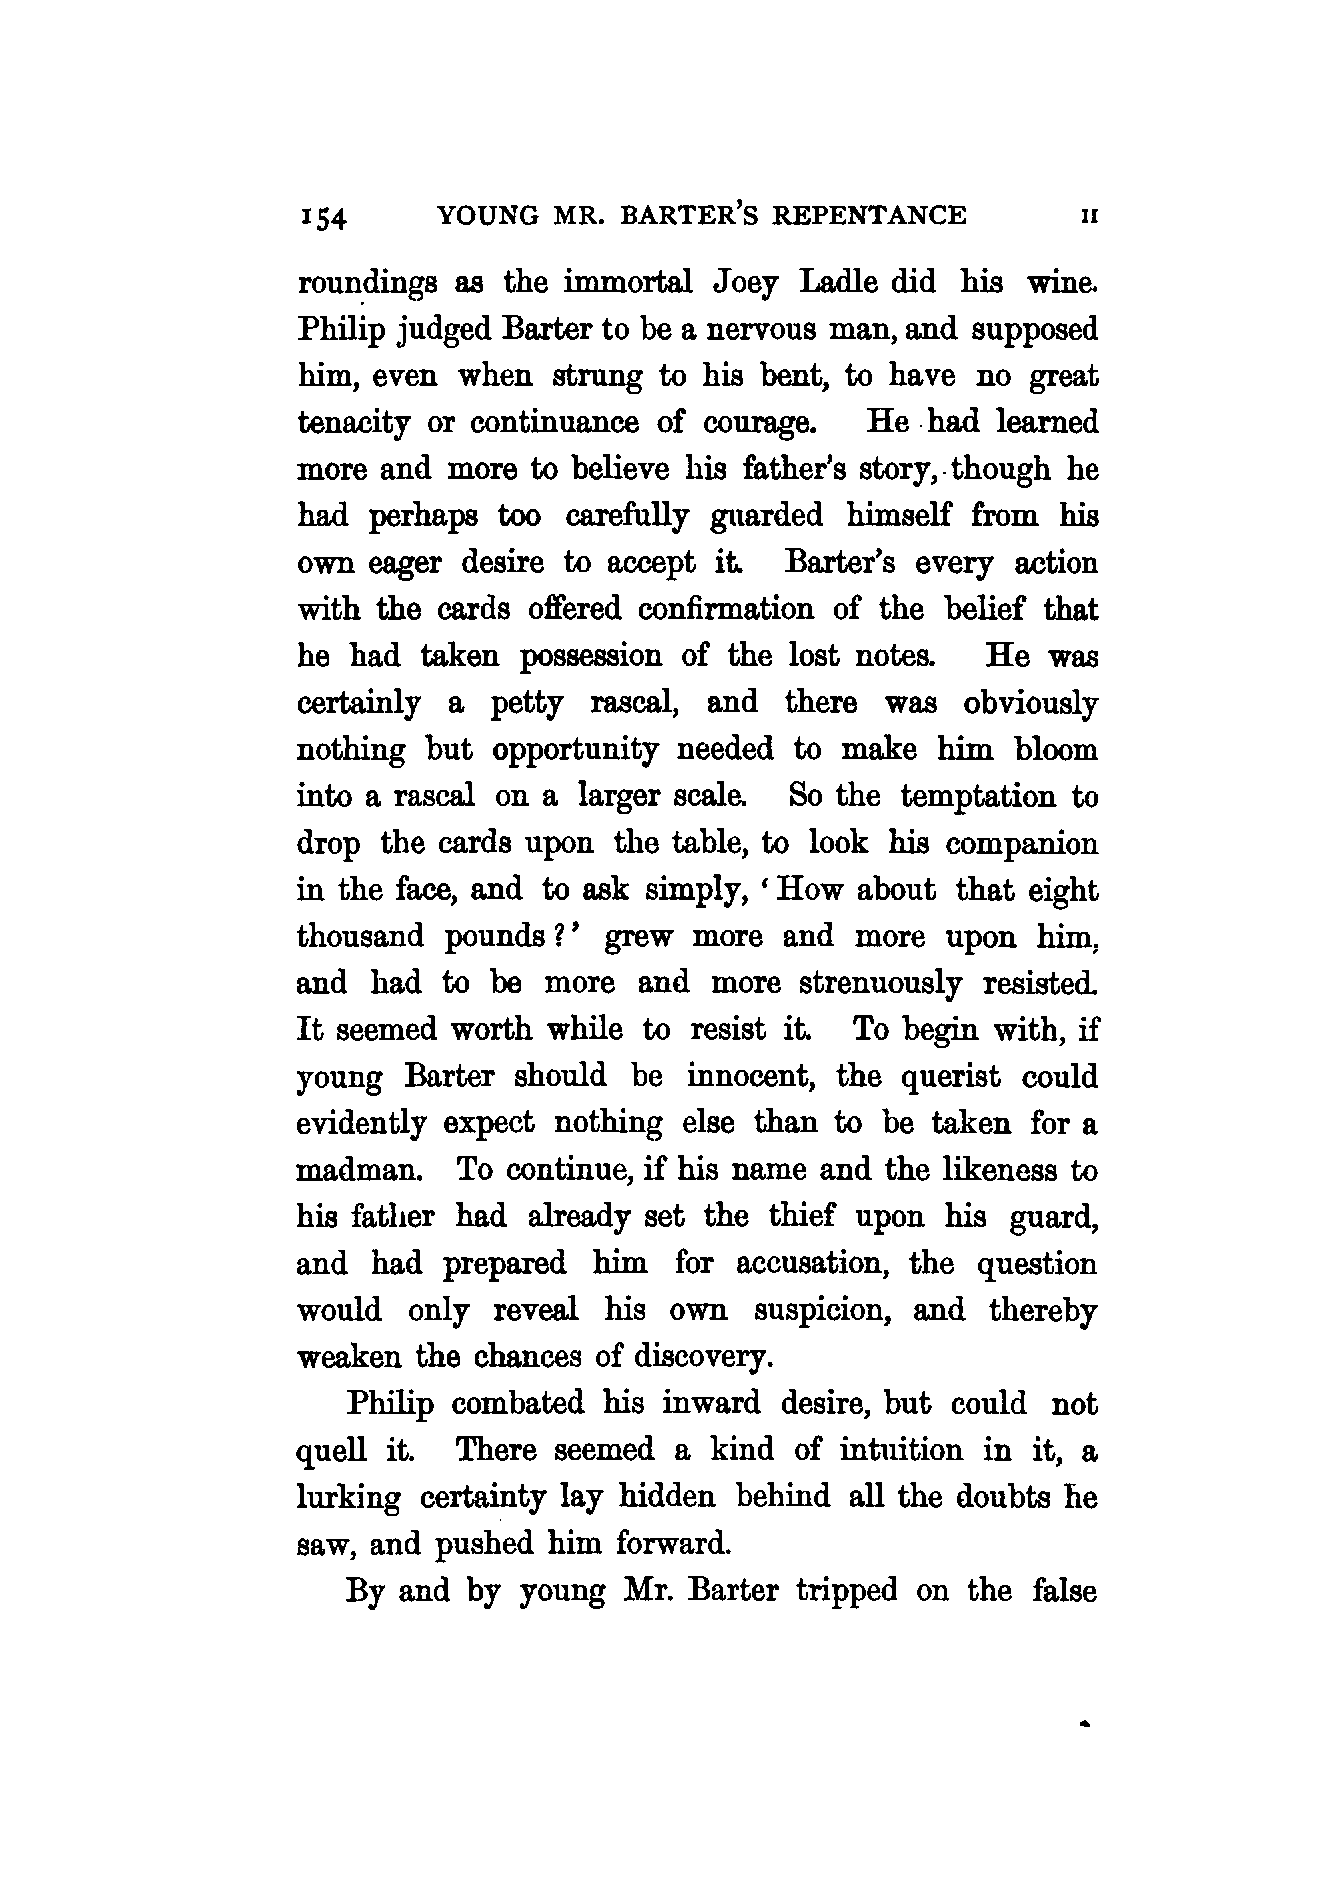 154 YOUNG MR. BARTER'S REPENTANCE II
roundings as the immortal Joey Ladle did his wine.
Philip judged Barter to be a nervous man, and supposed
him, even when strung to his bent, to have no great
tenacity or continuance of courage. He had learned
more and more to believe his father's story, though he
had perhaps too carefully guarded himself from his
own eager desire to accept it. Barter's every action
with the cards offered confirmation of the belief that
he had taken possession of the lost notes. He was
certainly a petty rascal, and there was obviously
nothing but opportunity needed to make him bloom
into a rascal on a larger scale. So the temptation to
drop the cards upon the table, to look his companion
in the face, and to ask simply, ‘How about that eight
thousand pounds?’ grew more and more upon him,
and had to be more and more strenuously resisted.
It seemed worth while to resist it. To begin with, if
young Barter should be innocent, the querist could
evidently expect nothing else than to be taken for a
madman. To continue, if his name and the likeness to
his father had already set the thief upon his guard,
and had prepared him for accusation, the question
would only reveal his own suspicion, and thereby
weaken the chances of discovery.
Philip combated his inward desire, but could not
quell it. There seemed a kind of intuition in it, a
lurking certainty lay hidden behind all the doubts he
saw, and pushed him forward.
By and by young Mr. Barter tripped on the false